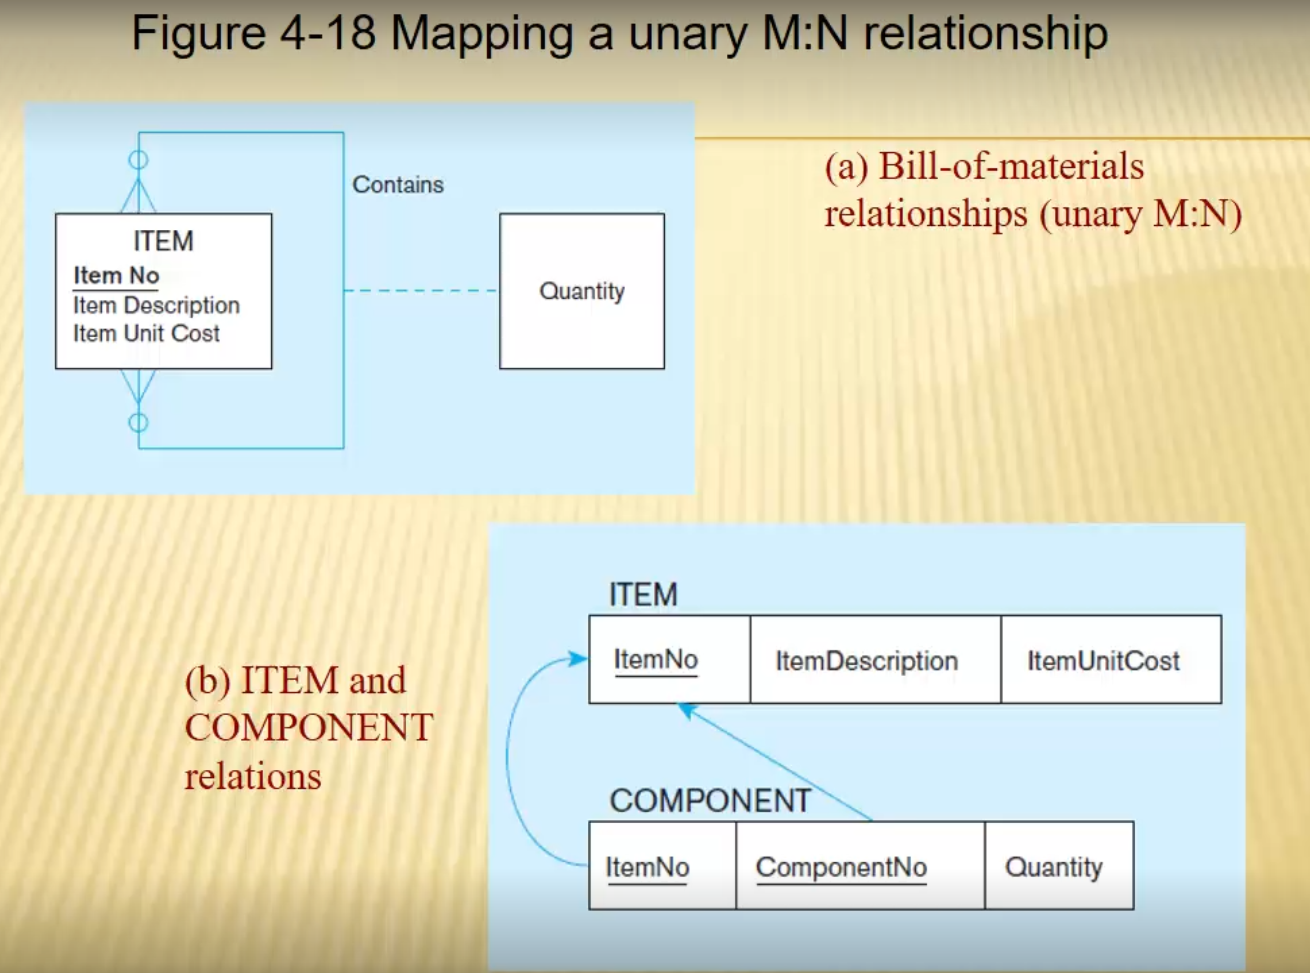 Figure 4-18 Mapping a unary M:N relationship
Contains
ITEM
Item No
Item Description
Item Unit Cost
Quantity
(a) Bill-of-materials
relationships (unary M:N)
(b) ITEM and
COMPONENT
relations
ITEM
ItemNo ItemDescription ItemUnitCost
COMPONENT
ItemNo ComponentNo Quantity